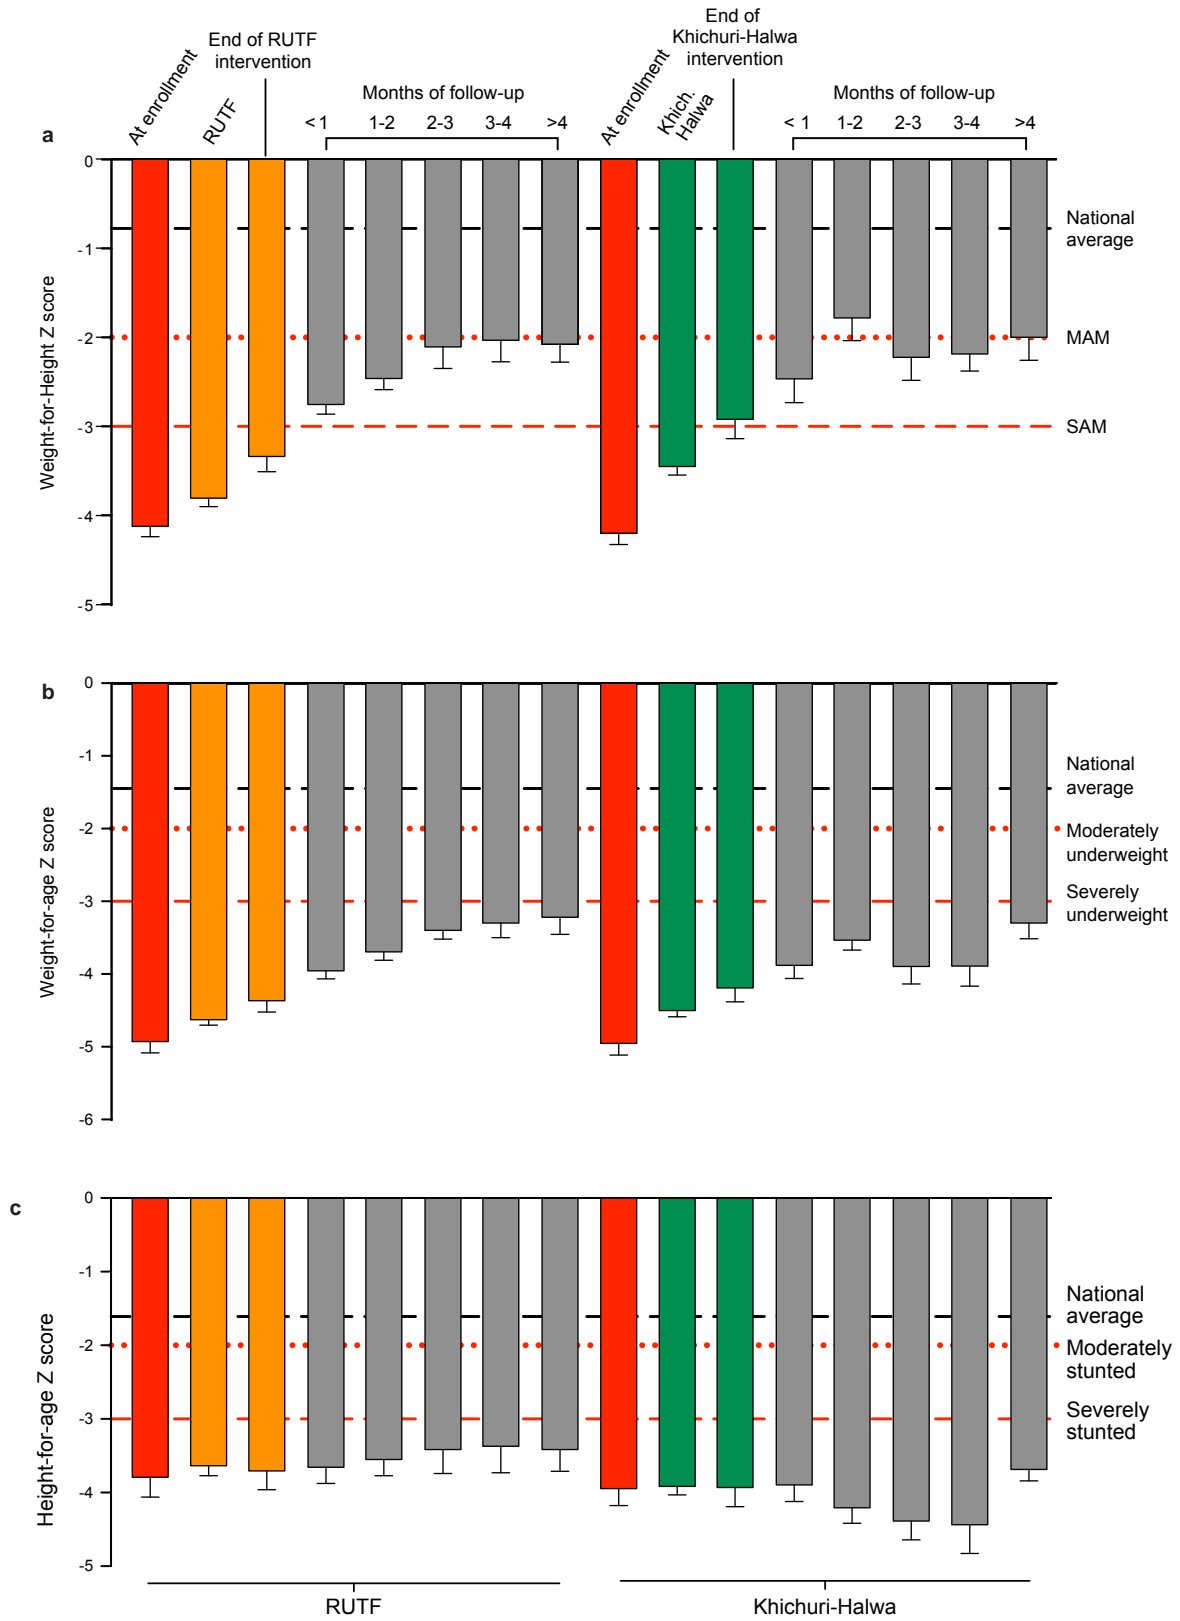 At enrollment
RUTF
End of RUTF
intervention
Months of follow-up
< 1
1-2
2-3
3-4
>4
At enrollment
Khich.
Halwa
End of
Khichuri-Halwa
intervention
Months of follow-up
< 1
1-2
2-3
3-4
>4
a
Weight-for-Height Z score
0
-1
-2
-3
-4
-5
National
average
MAM
SAM
b
Weight-for-age Z score
0
-1
-2
-3
-4
-5
-6
National
average
Moderately
underweight
Severely
underweight
c
Height-for-age Z score
0
-1
-2
-3
-4
-5
National
average
Moderately
stunted
Severely
stunted
RUTF
Khichuri-Halwa